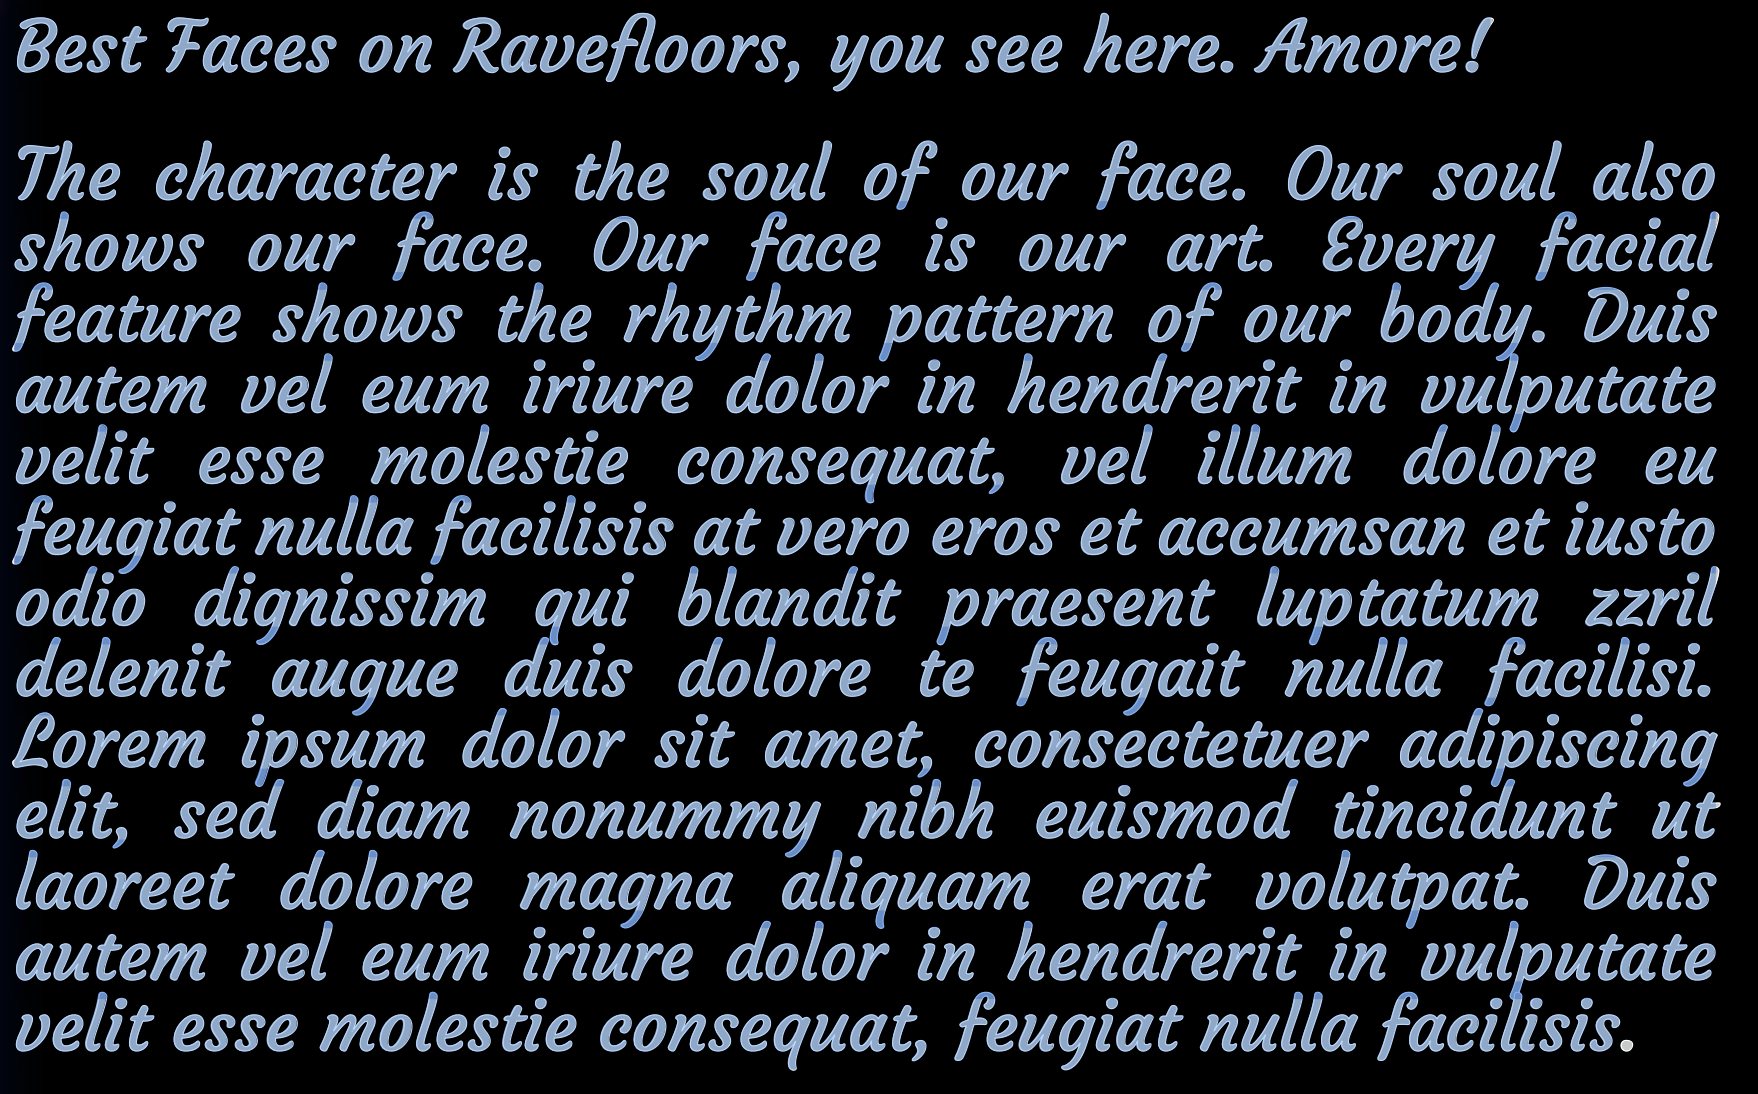 Best Faces on Ravefloors, you see here. Amore!
The character is the soul of our face. Our soul also
shows our face. Our face is our art. Every facial
feature shows the rhythm pattern of our body. Duis
autem vel eum iriure dolor in hendrerit in vulputate
velit esse molestie consequat, vel illum dolore eu
feugiat nulla facilisis at vero eros et accumsan et iusto
odio dignissim qui blandit praesent luptatum zzril
delenit augue duis dolore te feugait nulla facilisi.
Lorem ipsum dolor sit amet, consectetuer adipiscing
elit, sed diam nonummy nibh euismod tincidunt ut
laoreet dolore magna aliquam erat volutpat. Duis
autem vel eum iriure dolor in hendrerit in vulputate
velit esse molestie consequat, feugiat nulla facilisis.